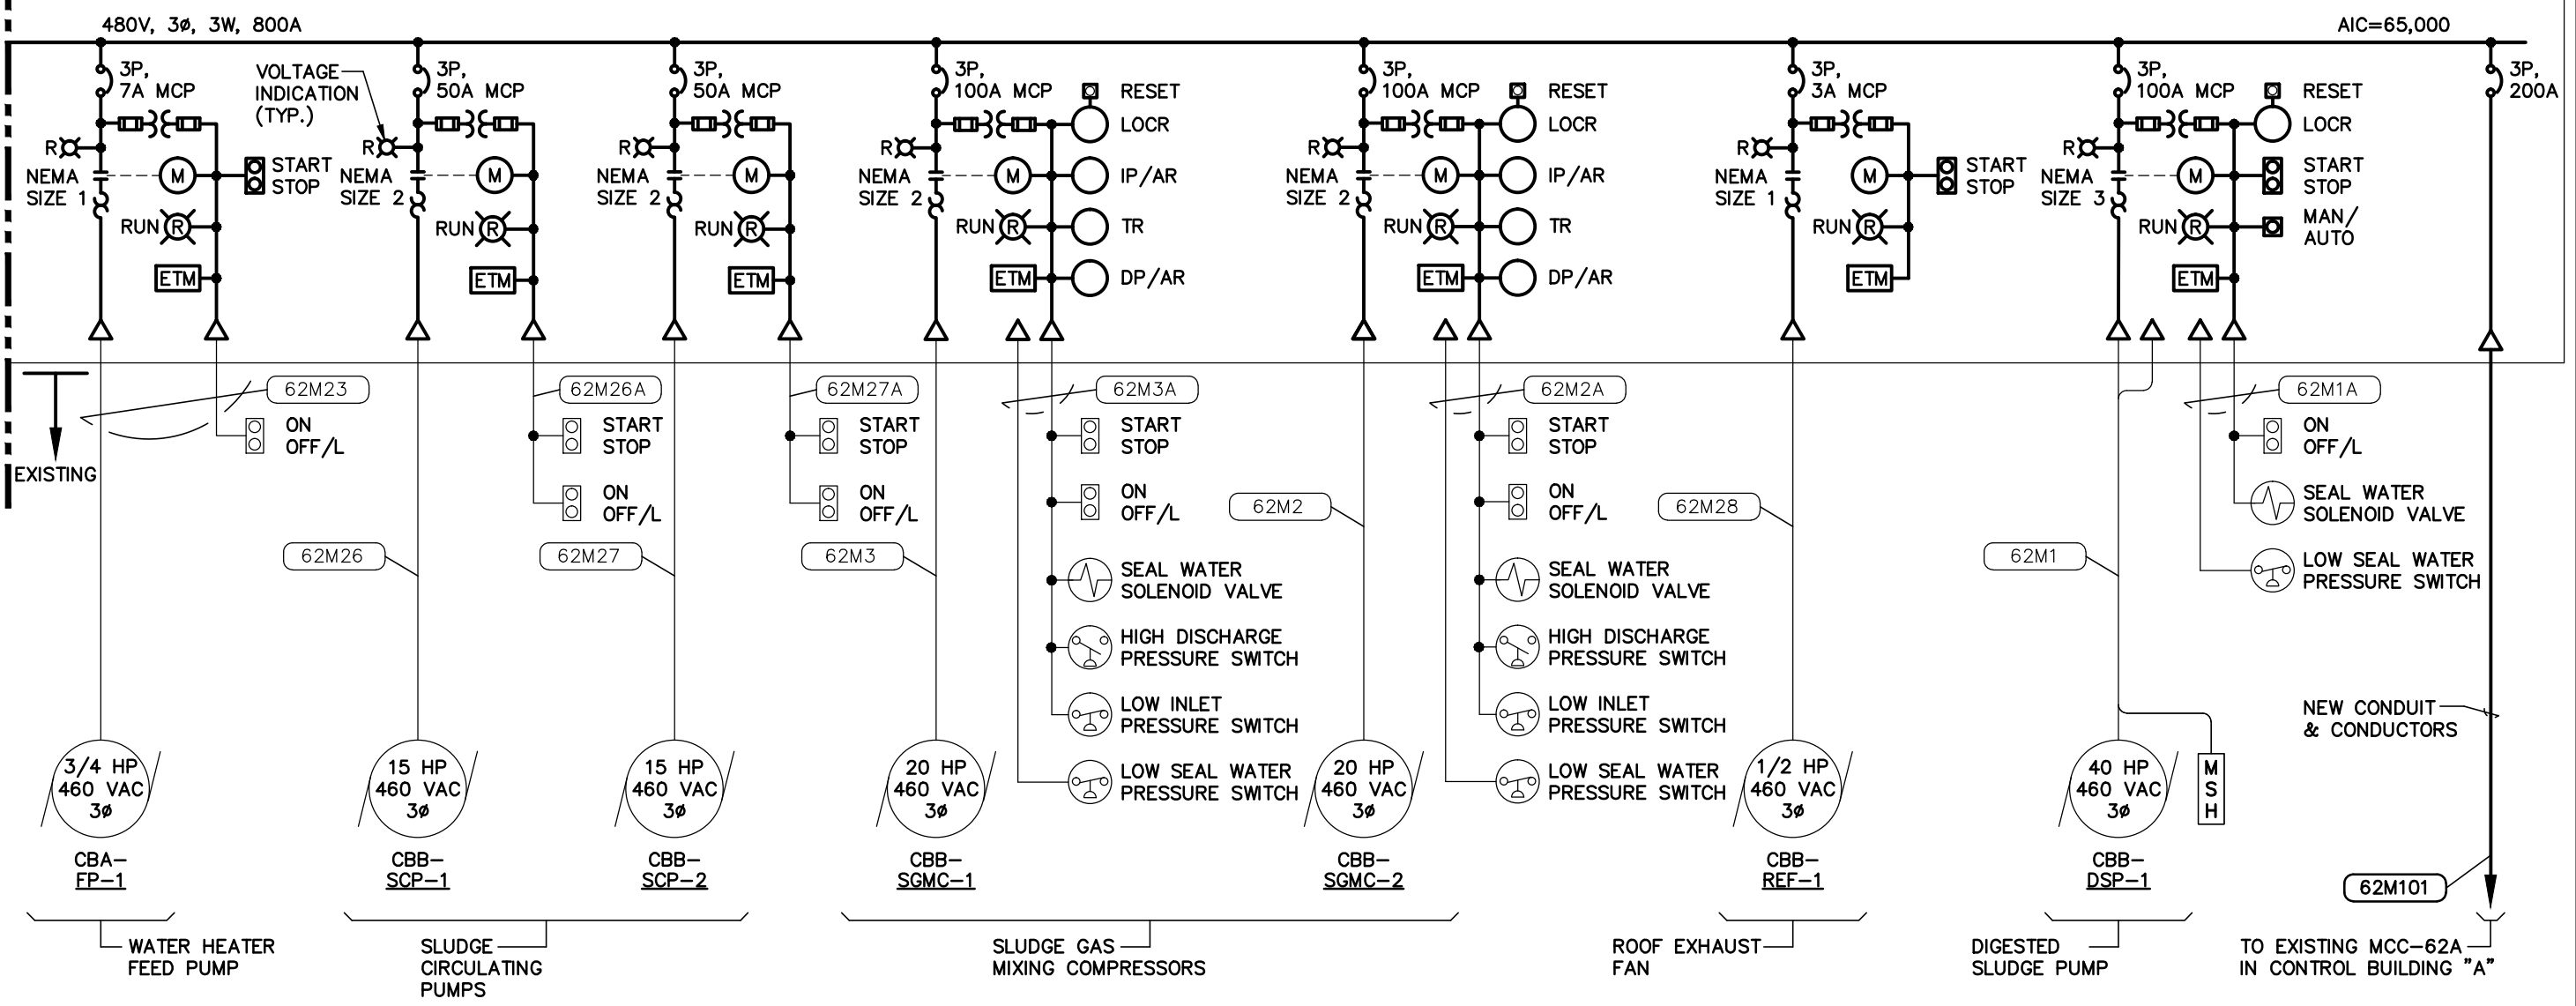 480V, 3ø, 3W, 800A
AIC=65,000
3P,
7A MCP
VOLTAGE
INDICATION
(TYP.)
3P,
50A MCP
3P,
50A MCP
3P,
100A MCP
RESET
LOCR
3P,
100A MCP
RESET
LOCR
3P,
3A MCP
3P,
100A MCP
RESET
LOCR
3P,
200A
R
NEMA
SIZE 1
M
START
STOP
RUN
R
ETM
R
NEMA
SIZE 2
M
RUN
R
ETM
R
NEMA
SIZE 2
M
RUN
R
ETM
R
NEMA
SIZE 2
M
IP/AR
RUN
R
TR
ETM
DP/AR
R
NEMA
SIZE 2
M
IP/AR
RUN
R
TR
ETM
DP/AR
R
NEMA
SIZE 1
M
START
STOP
RUN
R
ETM
R
NEMA
SIZE 3
M
START
STOP
RUN
R
MAN/
AUTO
ETM
EXISTING
62M23
ON
OFF/L
62M26A
START
STOP
ON
OFF/L
62M26
62M27A
START
STOP
ON
OFF/L
62M27
62M3A
START
STOP
ON
OFF/L
62M3
SEAL WATER
SOLENOID VALVE
HIGH DISCHARGE
PRESSURE SWITCH
LOW INLET
PRESSURE SWITCH
LOW SEAL WATER
PRESSURE SWITCH
62M2A
START
STOP
ON
OFF/L
62M2
SEAL WATER
SOLENOID VALVE
HIGH DISCHARGE
PRESSURE SWITCH
LOW INLET
PRESSURE SWITCH
LOW SEAL WATER
PRESSURE SWITCH
62M28
62M1A
ON
OFF/L
SEAL WATER
SOLENOID VALVE
62M1
LOW SEAL WATER
PRESSURE SWITCH
NEW CONDUIT
& CONDUCTORS
3/4 HP
460 VAC
3ø
15 HP
460 VAC
3ø
15 HP
460 VAC
3ø
20 HP
460 VAC
3ø
20 HP
460 VAC
3ø
1/2 HP
460 VAC
3ø
40 HP
460 VAC
3ø
M
S
H
CBA-
FP-1
CBB-
SCP-1
CBB-
SCP-2
CBB-
SGMC-1
CBB-
SGMC-2
CBB-
REF-1
CBB-
DSP-1
62M101
WATER HEATER
FEED PUMP
SLUDGE
CIRCULATING
PUMPS
SLUDGE GAS
MIXING COMPRESSORS
ROOF EXHAUST
FAN
DIGESTED
SLUDGE PUMP
TO EXISTING MCC-62A
IN CONTROL BUILDING "A"